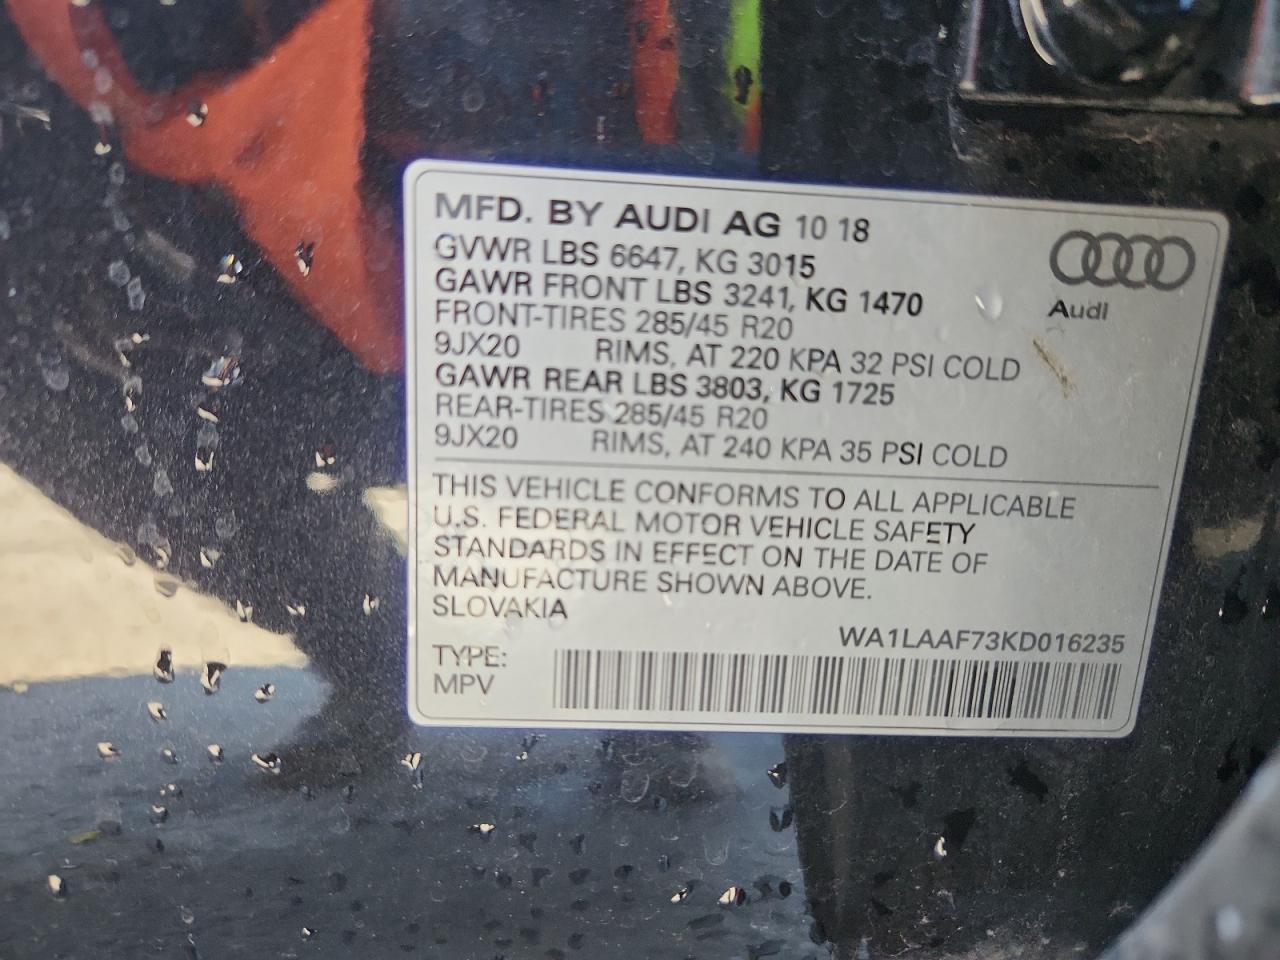 MFD. BY AUDI AG 10 18
GVWR LBS 6647, KG 3015
GAWR FRONT LBS 3241, KG 1470
FRONT-TIRES 285/45 R20
9JX20 RIMS, AT 220 KPA 32 PSI COLD
GAWR REAR LBS 3803, KG 1725
REAR-TIRES 285/45 R20
9JX20 RIMS, AT 240 KPA 35 PSI COLD
Audi
THIS VEHICLE CONFORMS TO ALL APPLICABLE
U.S. FEDERAL MOTOR VEHICLE SAFETY
STANDARDS IN EFFECT ON THE DATE OF
MANUFACTURE SHOWN ABOVE.
SLOVAKIA
WA1LAAF73KD016235
TYPE:
MPV